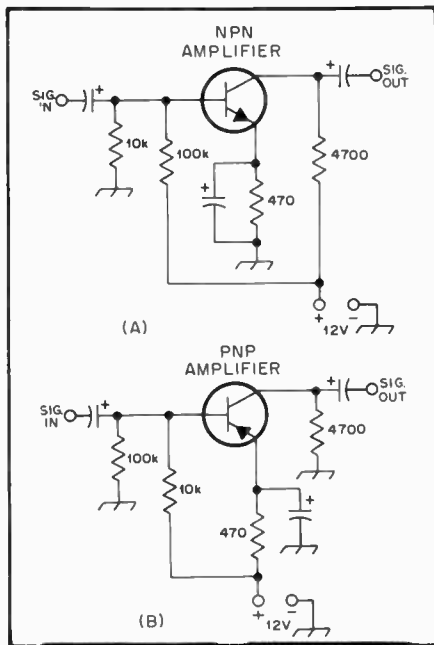 NPN
AMPLIFIER
SIG.
IN
+
+
SIG.
OUT
10k
100k
+
470
4700
+
12V
-
(A)
PNP
AMPLIFIER
SIG.
IN
+
+
SIG.
OUT
100k
10k
4700
+
470
+
12V
-
(B)